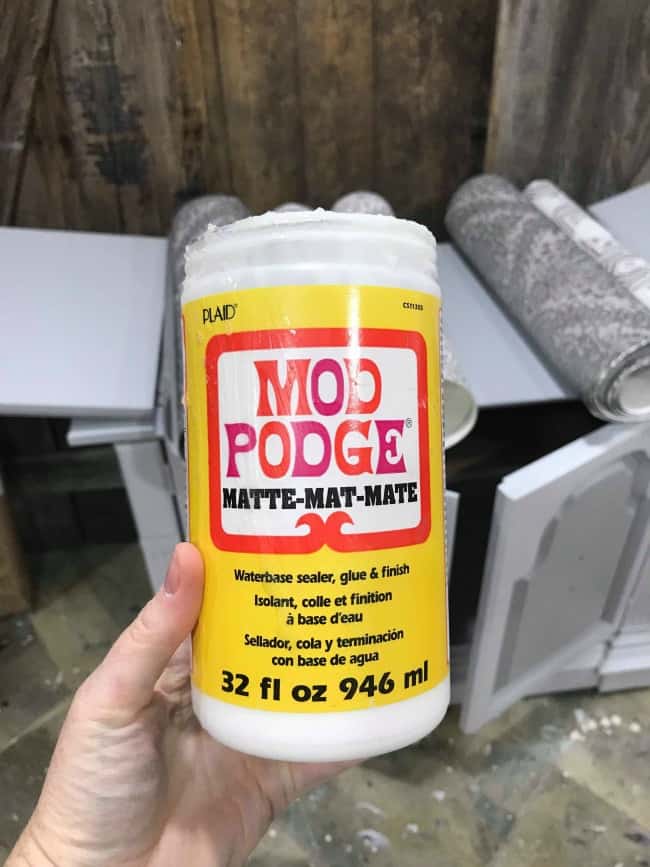 PLAID®
CS11303
MOD
PODGE®
MATTE-MAT-MATE
Waterbase sealer, glue & finish
Isolant, colle et finition
à base d'eau
Sellador, cola y terminación
con base de agua
32 fl oz 946 ml